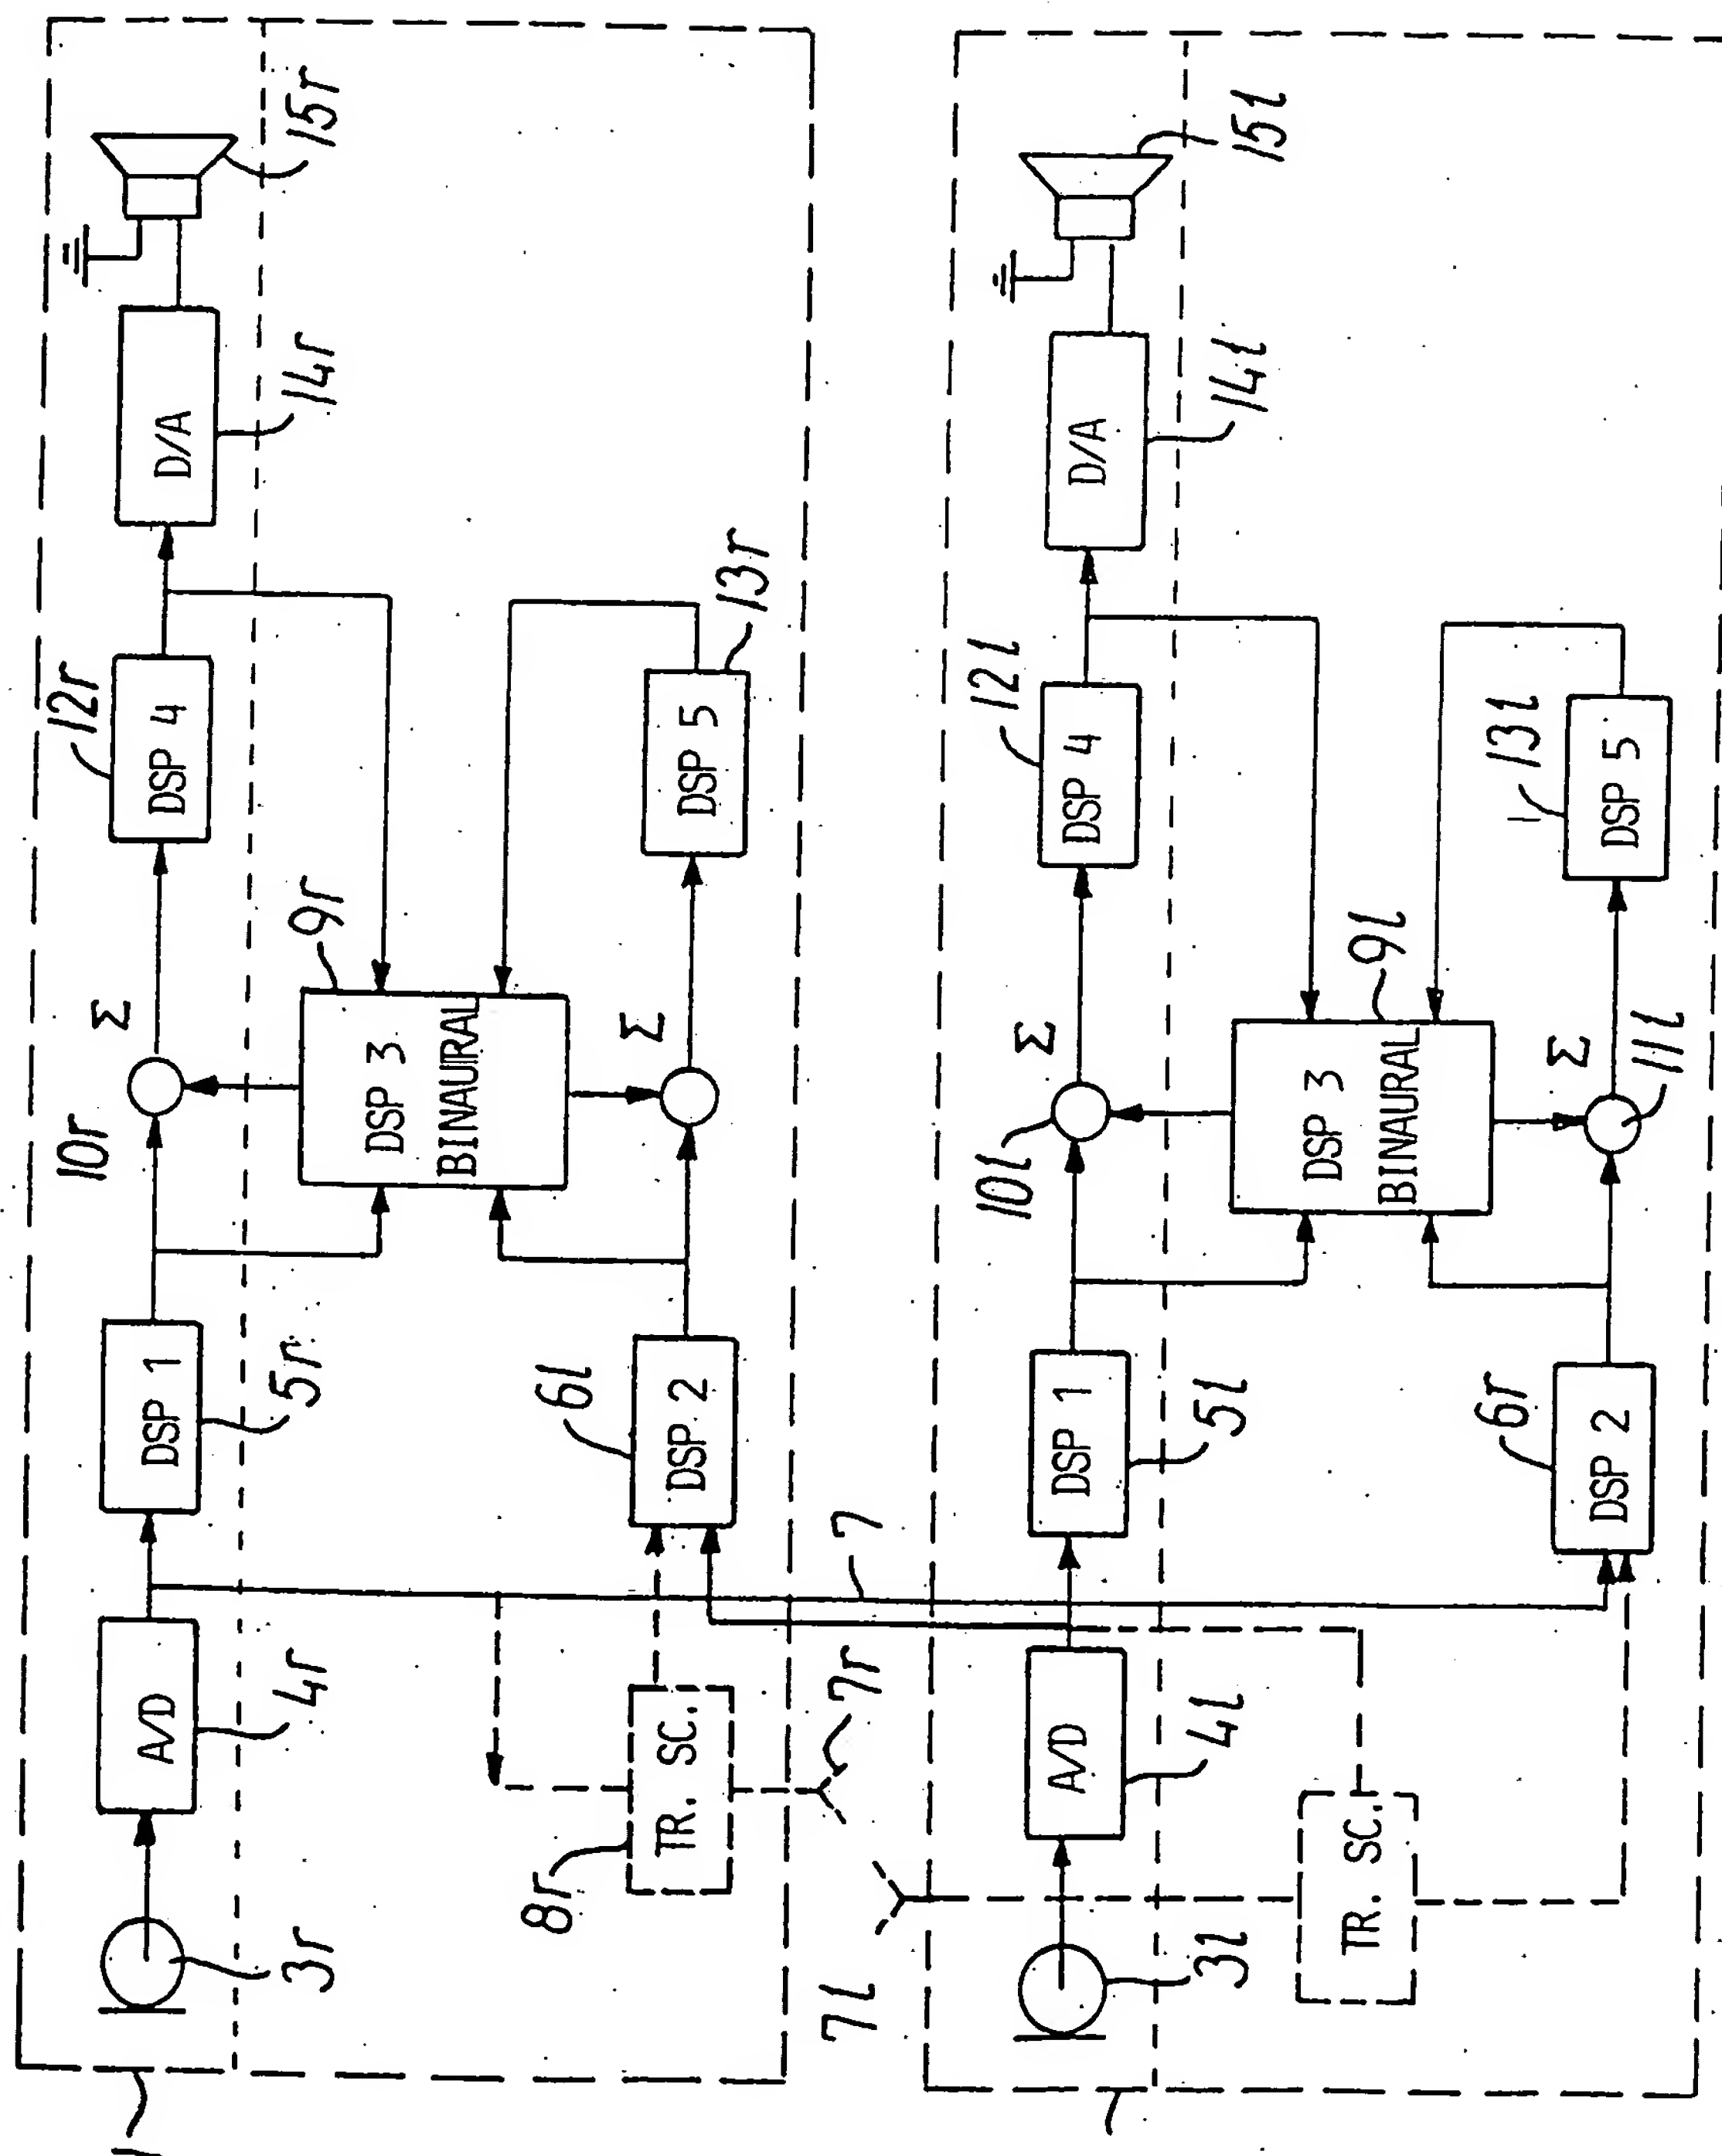 3r
A/D
4r
DSP 1
5r
10r
Σ
DSP 4
12r
D/A
14r
15r
8r
TR. SC.
7r
DSP 2
6l
DSP 3
BINAURAL
9r
Σ
DSP 5
13r
7
7l
3l
A/D
4l
DSP 1
5l
10l
Σ
DSP 4
12l
D/A
14l
15l
TR. SC.
DSP 2
6r
DSP 3
BINAURAL
9l
Σ
11l
DSP 5
13l